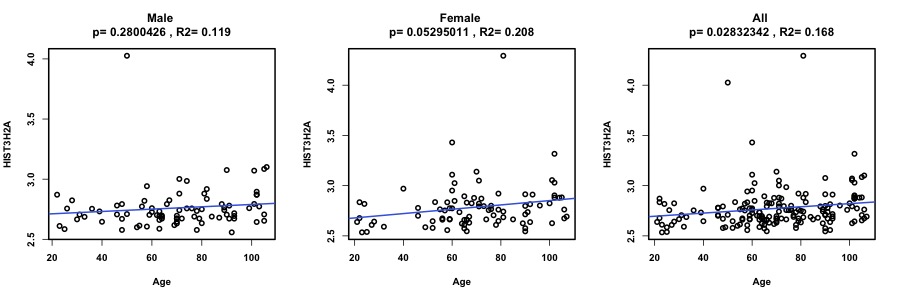 Male
p= 0.2800426 , R2= 0.119
HIST3H2A
4.0
3.5
3.0
2.5
20 40 60 80 100
Age
Female
p= 0.05295011 , R2= 0.208
HIST3H2A
4.0
3.5
3.0
2.5
20 40 60 80 100
Age
All
p= 0.02832342 , R2= 0.168
HIST3H2A
4.0
3.5
3.0
2.5
20 40 60 80 100
Age